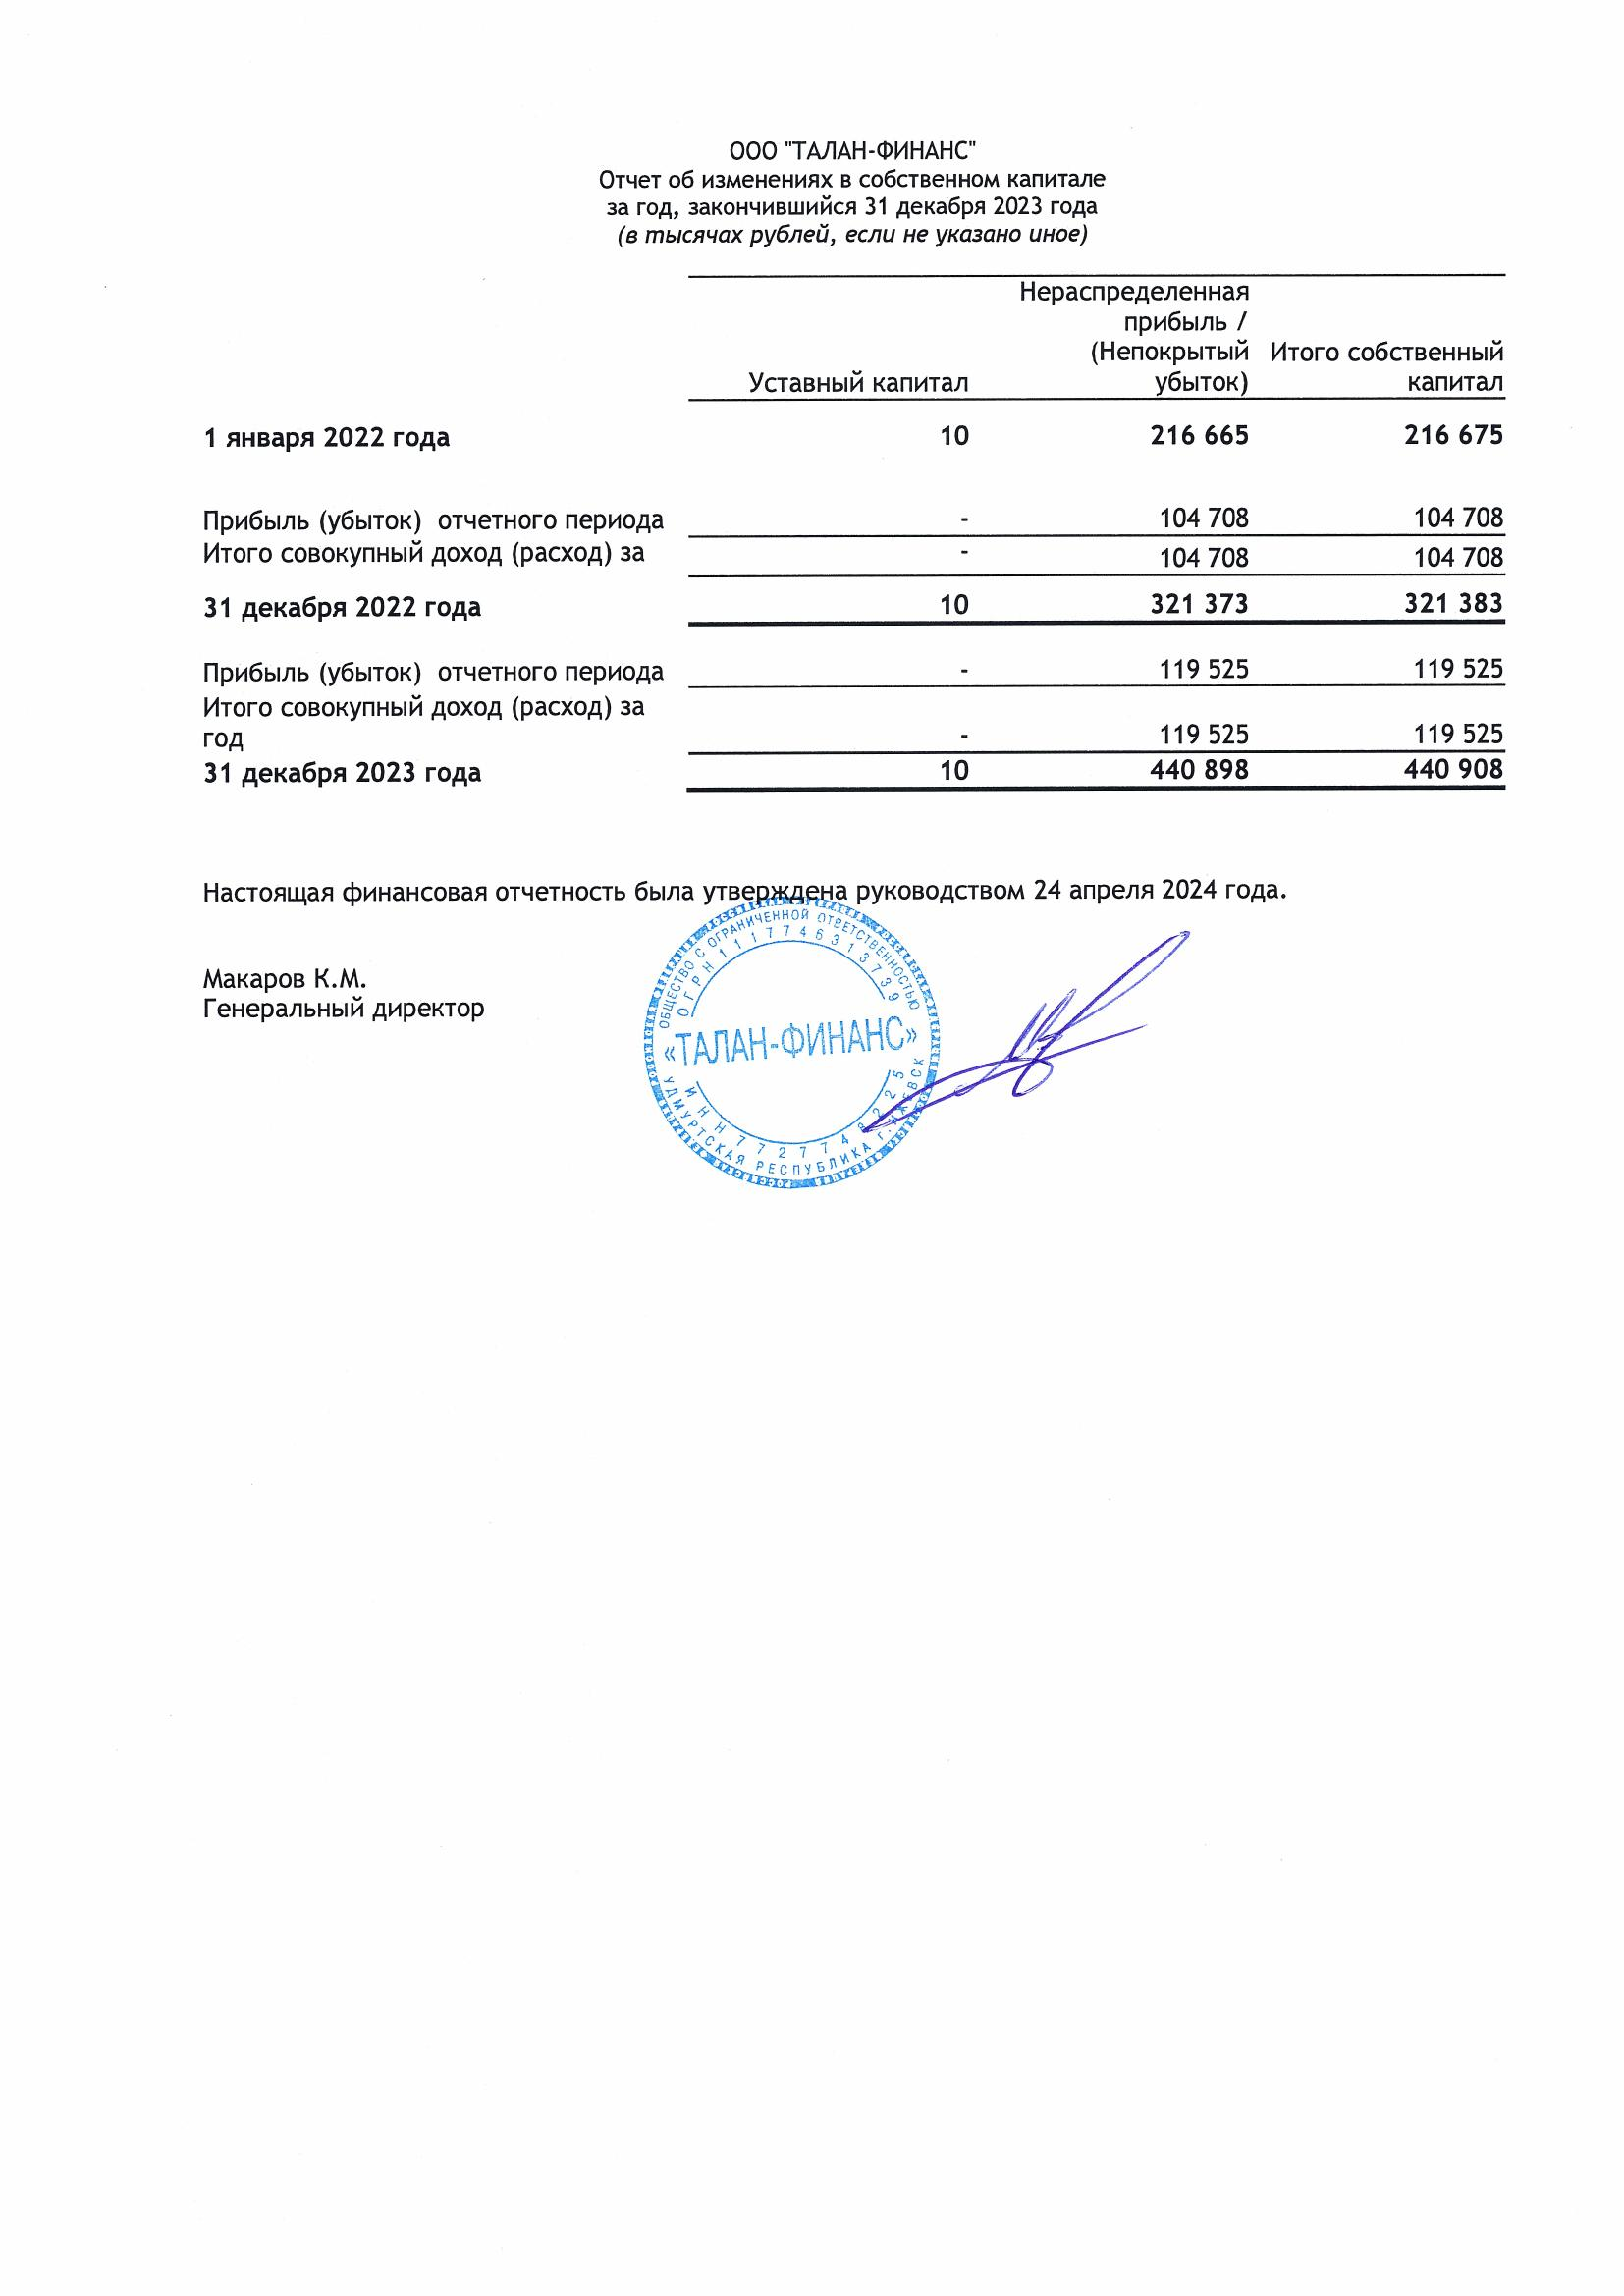 ООО "ТАЛАН-ФИНАНС"
Отчет об изменениях в собственном капитале
за год, закончившийся 31 декабря 2023 года
(в тысячах рублей, если не указано иное)
Уставный капитал Нераспределенная прибыль / (Непокрытый убыток) Итого собственный капитал
1 января 2022 года 10 216 665 216 675
Прибыль (убыток) отчетного периода - 104 708 104 708
Итого совокупный доход (расход) за - 104 708 104 708
31 декабря 2022 года 10 321 373 321 383
Прибыль (убыток) отчетного периода - 119 525 119 525
Итого совокупный доход (расход) за
год - 119 525 119 525
31 декабря 2023 года 10 440 898 440 908
Настоящая финансовая отчетность была утверждена руководством 24 апреля 2024 года.
Макаров К.М.
Генеральный директор
ОБЩЕСТВО С ОГРАНИЧЕННОЙ ОТВЕТСТВЕННОСТЬЮ
ОГРН 1117746313739
«ТАЛАН-ФИНАНС»
ИНН 7727748225
УДМУРТСКАЯ РЕСПУБЛИКА г. ИЖЕВСК